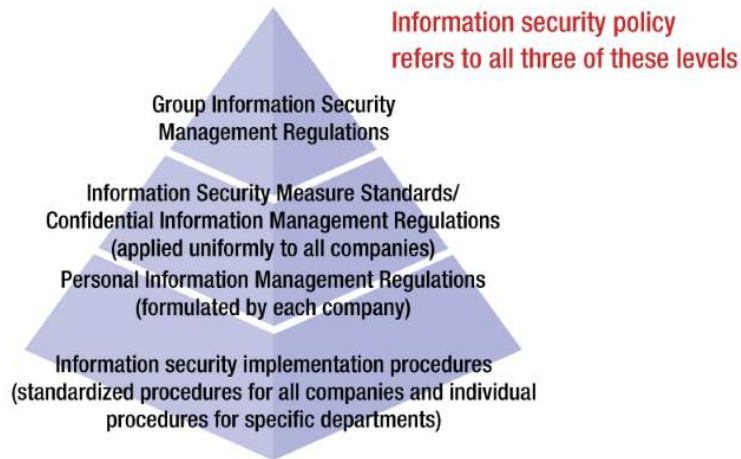 Information security policy
refers to all three of these levels
Group Information Security
Management Regulations
Information Security Measure Standards/
Confidential Information Management Regulations
(applied uniformly to all companies)
Personal Information Management Regulations
(formulated by each company)
Information security implementation procedures
(standardized procedures for all companies and individual
procedures for specific departments)